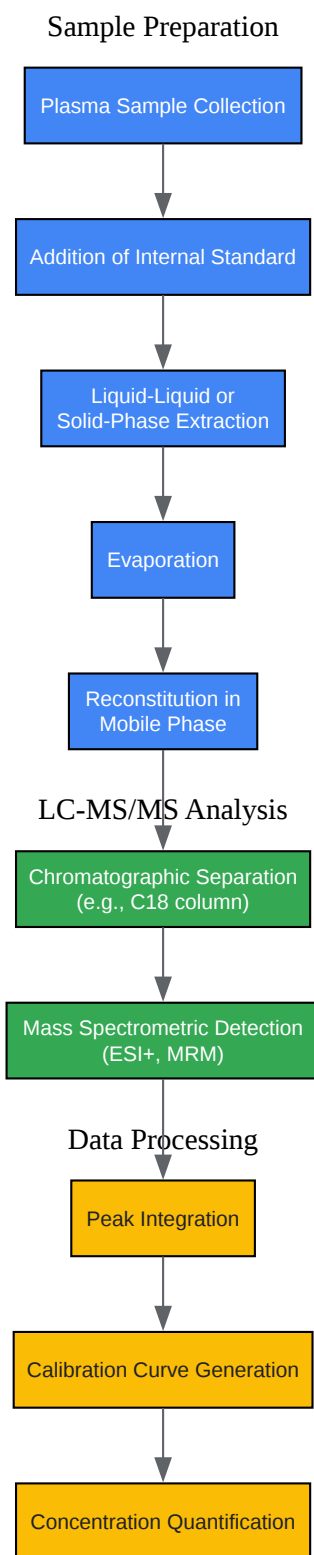 Sample Preparation
Plasma Sample Collection
Addition of Internal Standard
Liquid-Liquid or
Solid-Phase Extraction
Evaporation
Reconstitution in
Mobile Phase
LC-MS/MS Analysis
Chromatographic Separation
(e.g., C18 column)
Mass Spectrometric Detection
(ESI+, MRM)
Data Processing
Peak Integration
Calibration Curve Generation
Concentration Quantification